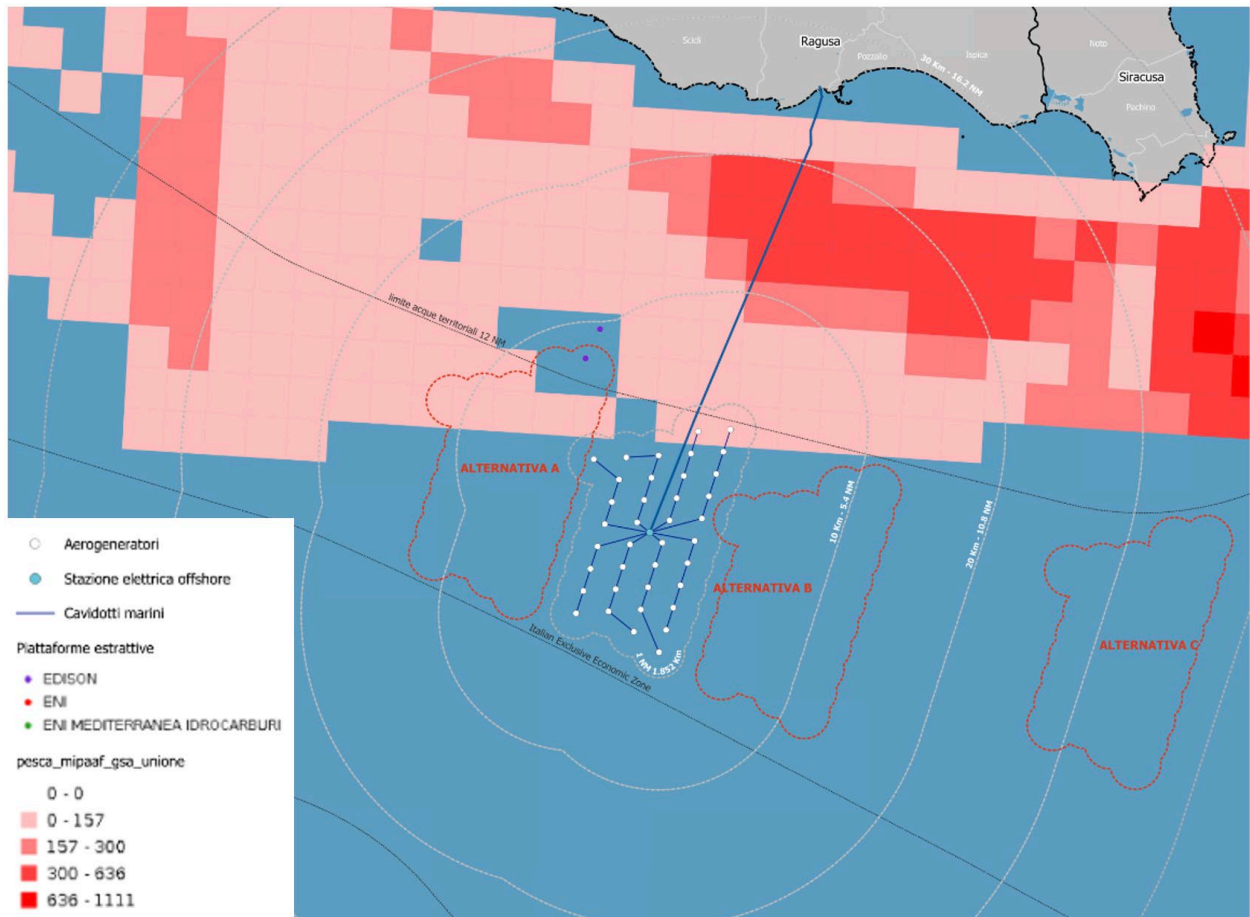 Scicli
Ragusa
Pozzallo
Ispica
Noto
30 Km - 16.2 NM
Siracusa
Pachino
limite acque territoriali 12 NM
ALTERNATIVA A
10 Km - 5.4 NM
20 Km - 10.8 NM
ALTERNATIVA B
Italian Exclusive Economic Zone
1 NM 1.852 Km
ALTERNATIVA C
Aerogeneratori
Stazione elettrica offshore
Cavidotti marini
Piattaforme estrattive
EDISON
ENI
ENI MEDITERRANEA IDROCARBURI
pesca_mipaaf_gsa_unione
0 - 0
0 - 157
157 - 300
300 - 636
636 - 1111